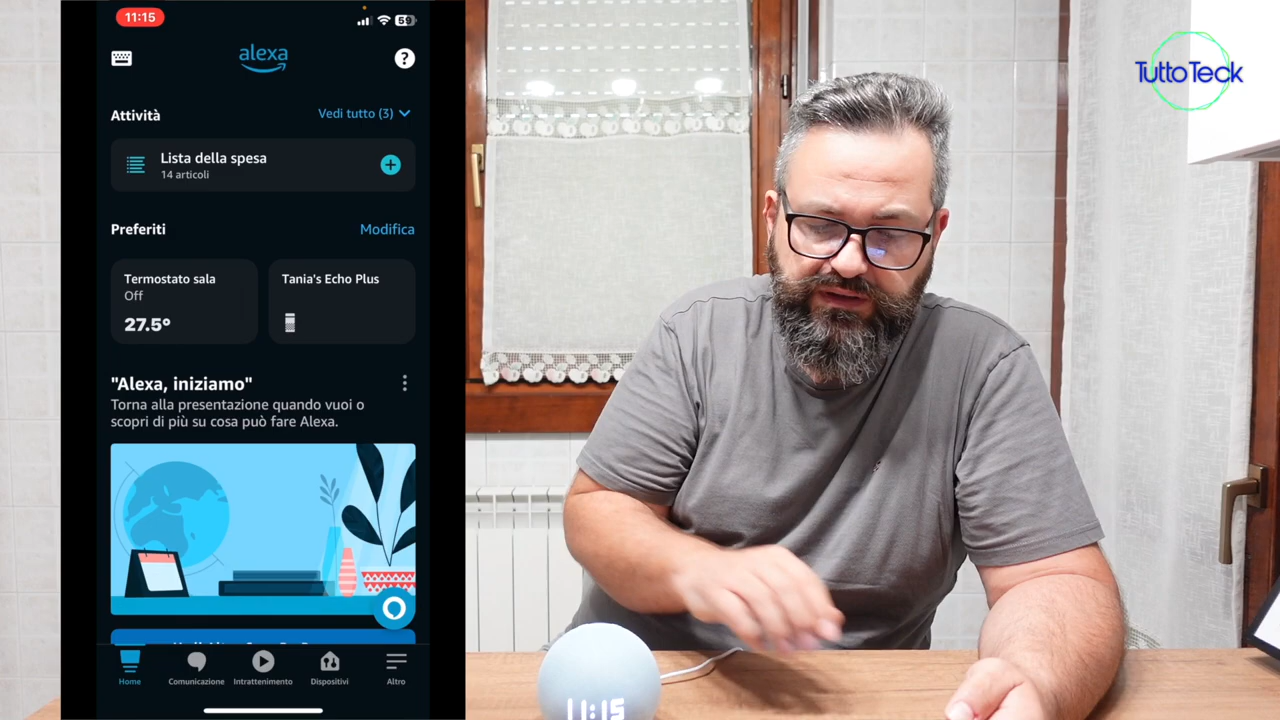 11:15
59
alexa
?
Attività
Vedi tutto (3)
Lista della spesa
14 articoli
Preferiti
Modifica
Termostato sala
Off
27.5°
Tania's Echo Plus
"Alexa, iniziamo"
Torna alla presentazione quando vuoi o
scopri di più su cosa può fare Alexa.
Home
Comunicazione
Intrattenimento
Dispositivi
Altro
TuttoTeck
11:15